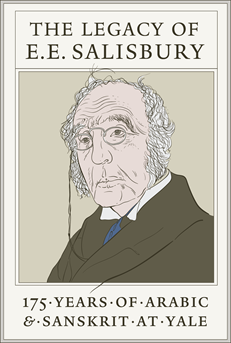 THE LEGACY OF
E.E. SALISBURY
175·YEARS·OF·ARABIC
&·SANSKRIT·AT·YALE